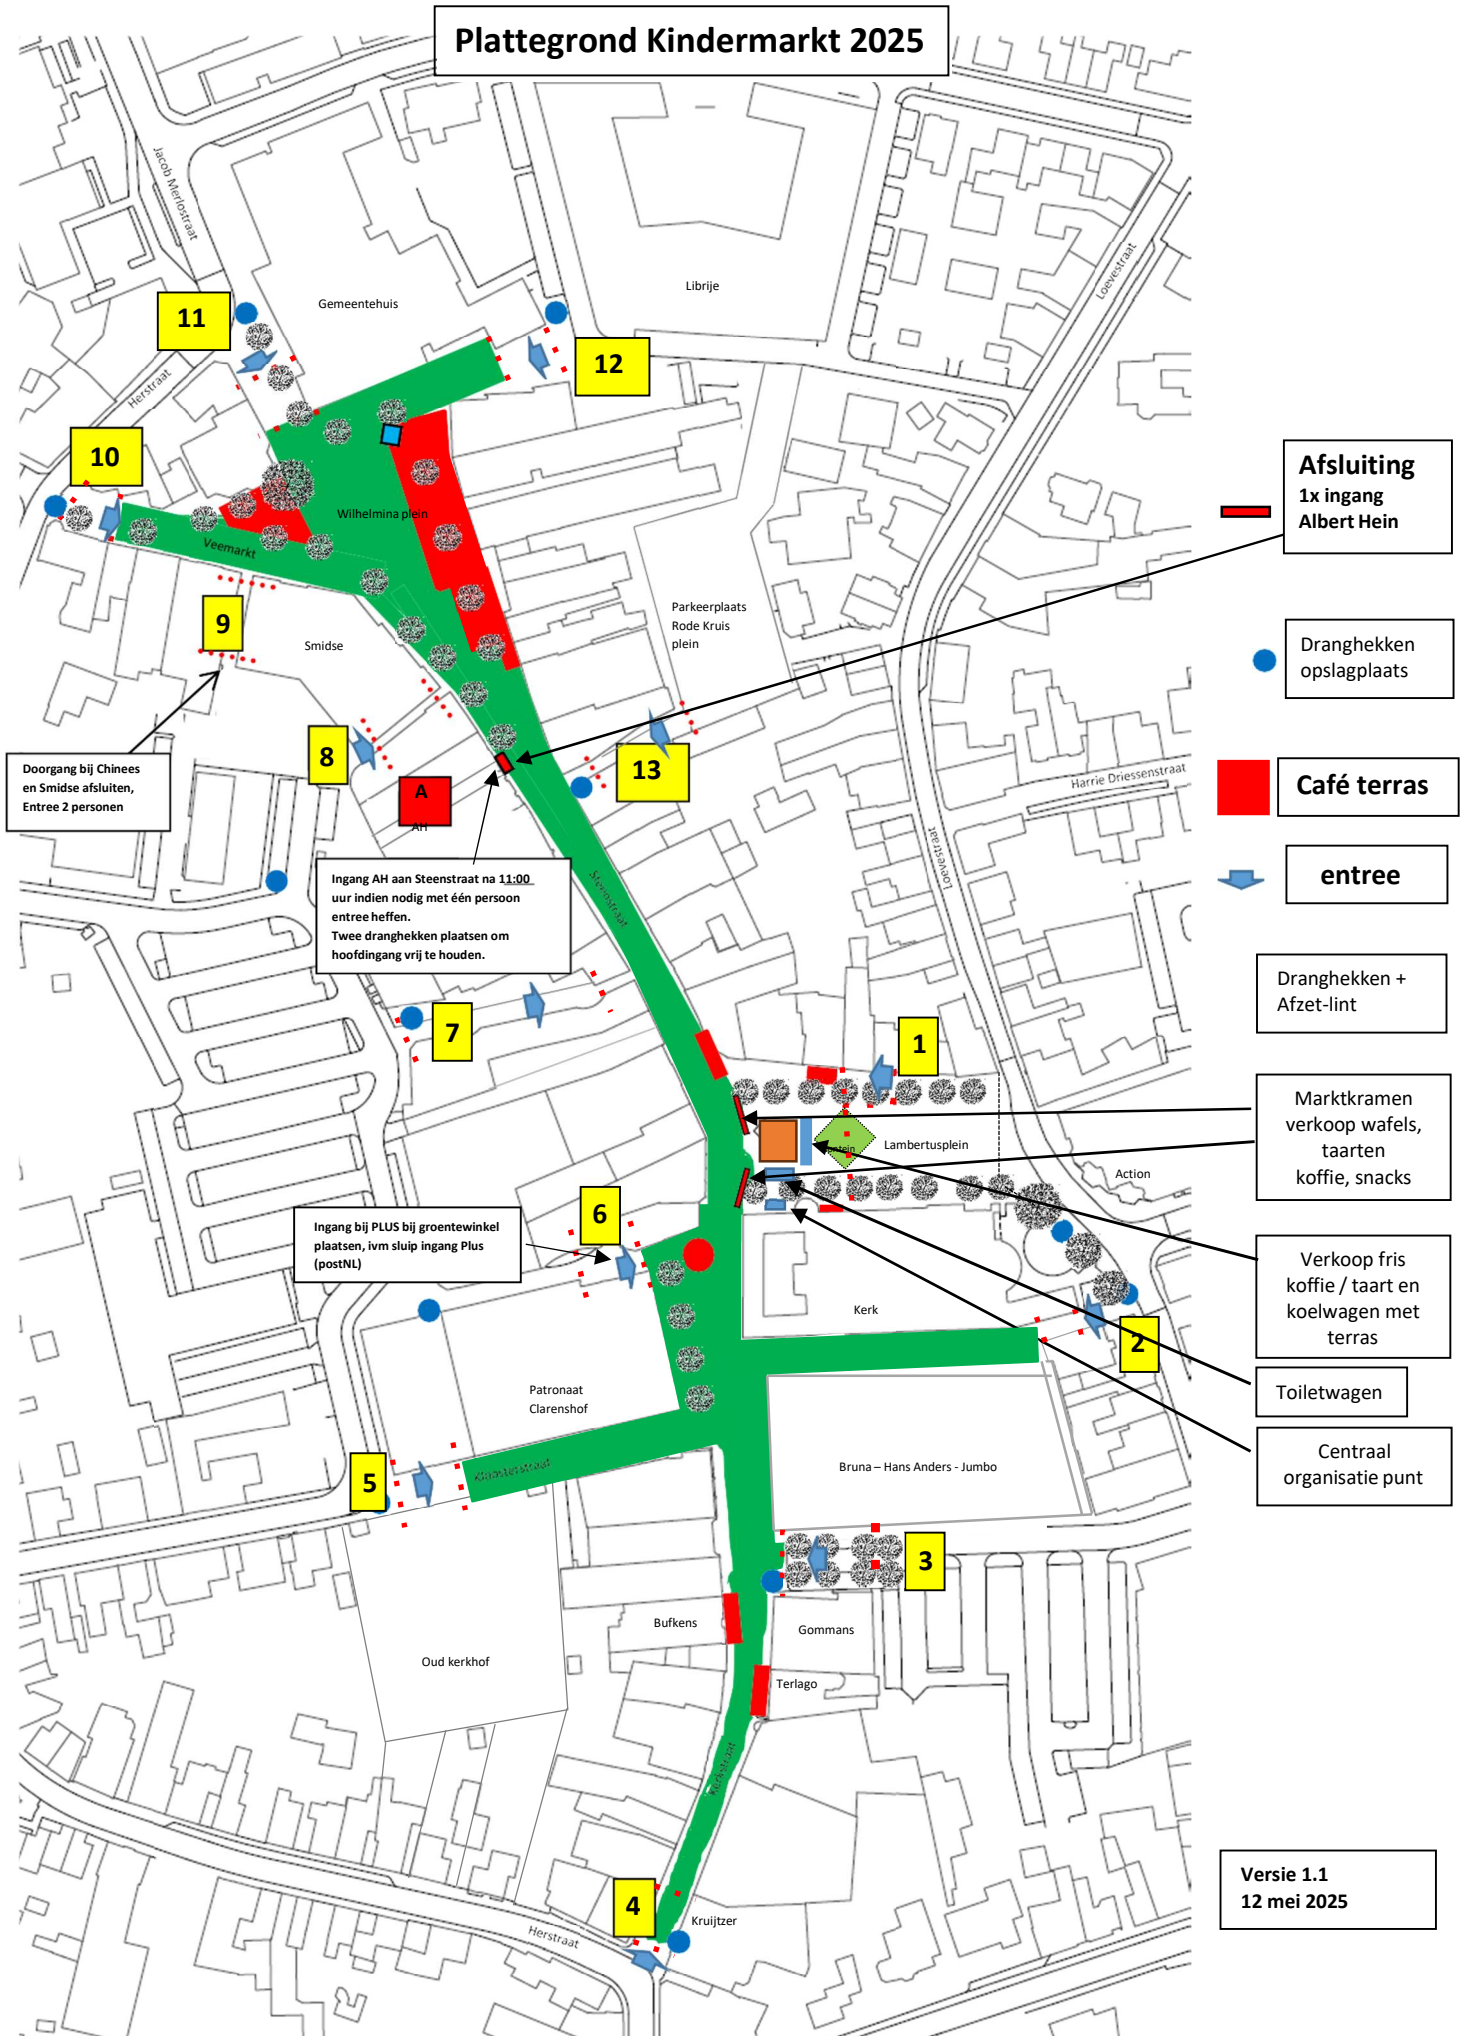 Plattegrond Kindermarkt 2025
Jacob Merlostraat
Loevestraat
Librije
Gemeentehuis
11
12
Herstraat
10
Afsluiting
1x ingang
Albert Hein
Wilhelmina plein
Veemarkt
9
Smidse
Parkeerplaats
Rode Kruis
plein
Dranghekken
opslagplaats
8
13
Harrie Driessenstraat
Doorgang bij Chinees
en Smidse afsluiten,
Entree 2 personen
A
AH
Café terras
Loevestraat
Ingang AH aan Steenstraat na 11:00
uur indien nodig met één persoon
entree heffen.
Twee dranghekken plaatsen om
hoofdingang vrij te houden.
Steenstraat
entree
Dranghekken +
Afzet-lint
7
1
Marktkramen
verkoop wafels,
taarten
koffie, snacks
Lambertusplein
Action
6
Ingang bij PLUS bij groentewinkel
plaatsen, ivm sluip ingang Plus
(postNL)
Verkoop fris
koffie / taart en
koelwagen met
terras
Kerk
2
Toiletwagen
Patronaat
Clarenshof
Centraal
organisatie punt
5
Kloosterstraat
Bruna – Hans Anders - Jumbo
3
Bufkens
Gommans
Oud kerkhof
Terlago
Kerkstraat
4
Kruijtzer
Herstraat
Versie 1.1
12 mei 2025